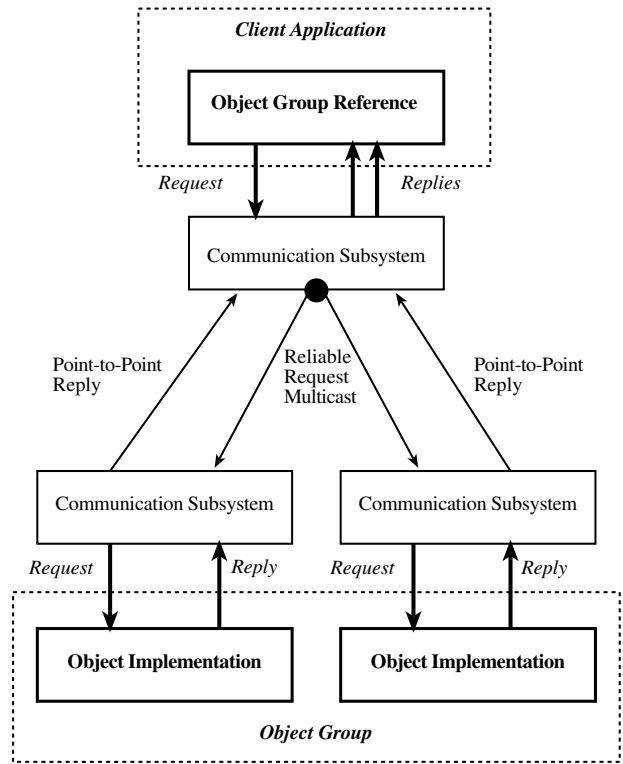 Client Application
Object Group Reference
Request
Replies
Communication Subsystem
Point-to-Point
Reply
Reliable
Request
Multicast
Point-to-Point
Reply
Communication Subsystem
Communication Subsystem
Request
Reply
Request
Reply
Object Implementation
Object Implementation
Object Group